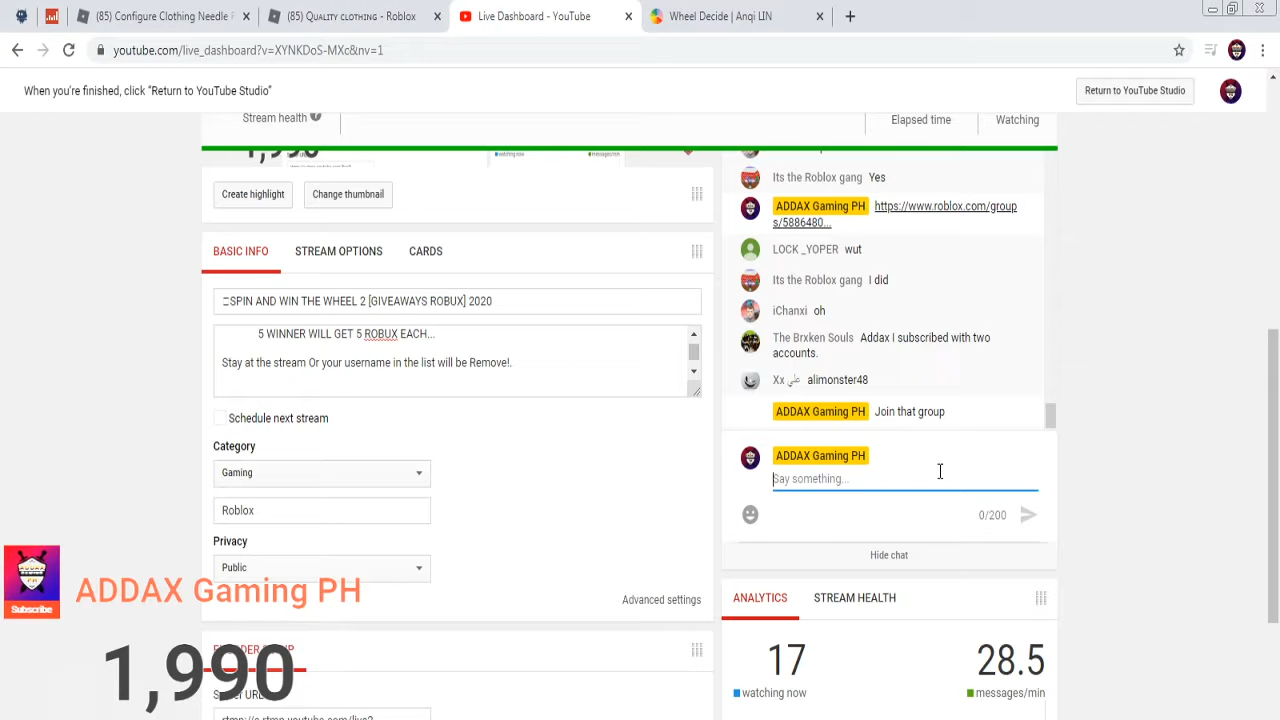 (85) Configure Clothing Needle F
(85) QUALITY CLOTHING - Roblox
Live Dashboard - YouTube
Wheel Decide | Anqi LIN
youtube.com/live_dashboard?v=XYNKDoS-MXc&nv=1
When you're finished, click "Return to YouTube Studio"
Return to YouTube Studio
Stream health
Elapsed time
Watching
1,990
watching now
messages/min
Create highlight
Change thumbnail
BASIC INFO
STREAM OPTIONS
CARDS
SPIN AND WIN THE WHEEL 2 [GIVEAWAYS ROBUX] 2020
5 WINNER WILL GET 5 ROBUX EACH...
Stay at the stream Or your username in the list will be Remove!.
Schedule next stream
Category
Gaming
Roblox
Privacy
Public
Advanced settings
Its the Roblox gang Yes
ADDAX Gaming PH https://www.roblox.com/group
s/5886480...
LOCK _YOPER wut
Its the Roblox gang I did
iChanxi oh
The Brxken Souls Addax I subscribed with two
accounts.
Xx علي alimonster48
ADDAX Gaming PH Join that group
ADDAX Gaming PH
Say something...
0/200
Hide chat
ANALYTICS
STREAM HEALTH
17
watching now
28.5
messages/min
Subscribe
ADDAX Gaming PH
1,990